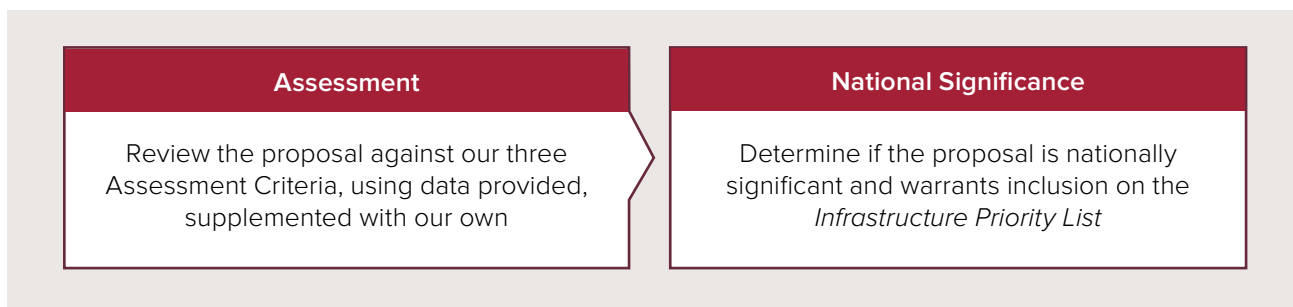 Assessment
Review the proposal against our three
Assessment Criteria, using data provided,
supplemented with our own
National Significance
Determine if the proposal is nationally
significant and warrants inclusion on the
Infrastructure Priority List